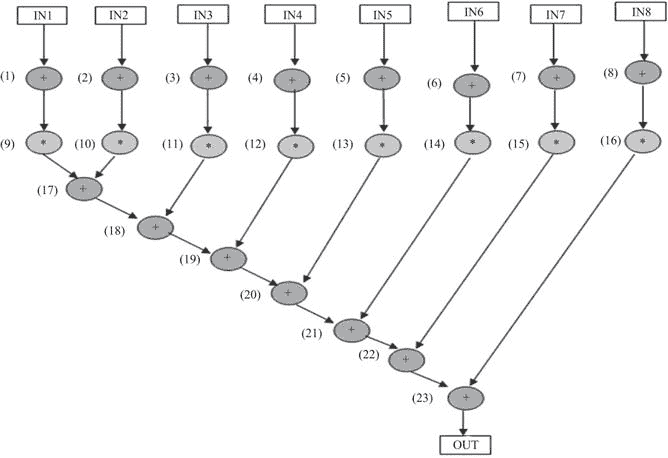 IN1 IN2 IN3 IN4 IN5 IN6 IN7 IN8
(1) + (2) + (3) + (4) + (5) + (6) + (7) + (8) +
(9) * (10) * (11) * (12) * (13) * (14) * (15) * (16) *
(17) +
(18) +
(19) +
(20) +
(21) +
(22) +
(23) +
OUT